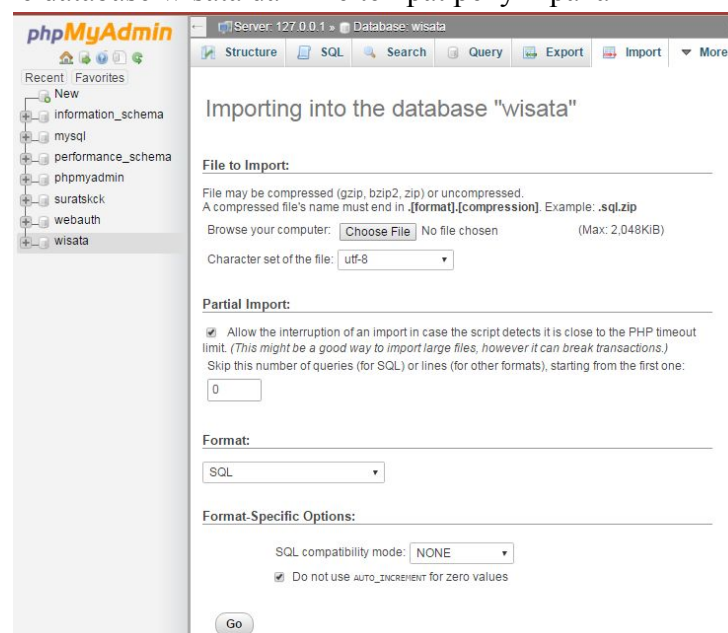 phpMyAdmin
Recent Favorites
New
information_schema
mysql
performance_schema
phpmyadmin
suratskck
webauth
wisata
Server: 127.0.0.1 » Database: wisata
Structure SQL Search Query Export Import More
Importing into the database "wisata"
File to Import:
File may be compressed (gzip, bzip2, zip) or uncompressed.
A compressed file's name must end in .[format].[compression]. Example: .sql.zip
Browse your computer: Choose File No file chosen (Max: 2,048KiB)
Character set of the file: utf-8
Partial Import:
Allow the interruption of an import in case the script detects it is close to the PHP timeout
limit. (This might be a good way to import large files, however it can break transactions.)
Skip this number of queries (for SQL) or lines (for other formats), starting from the first one:
0
Format:
SQL
Format-Specific Options:
SQL compatibility mode: NONE
Do not use AUTO_INCREMENT for zero values
Go